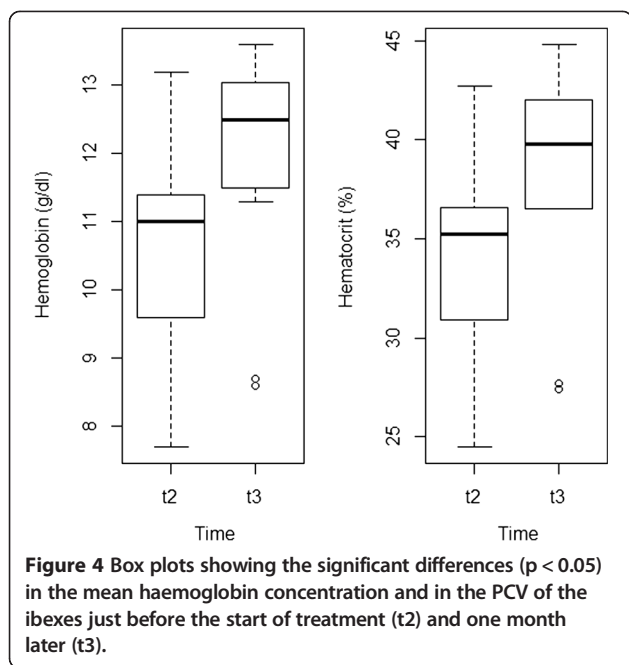 Hemoglobin (g/dl)
13
12
11
10
9
8
t2
t3
Time
Hematocrit (%)
45
40
35
30
25
t2
t3
Time
Figure 4 Box plots showing the significant differences (p < 0.05)
in the mean haemoglobin concentration and in the PCV of the
ibexes just before the start of treatment (t2) and one month
later (t3).